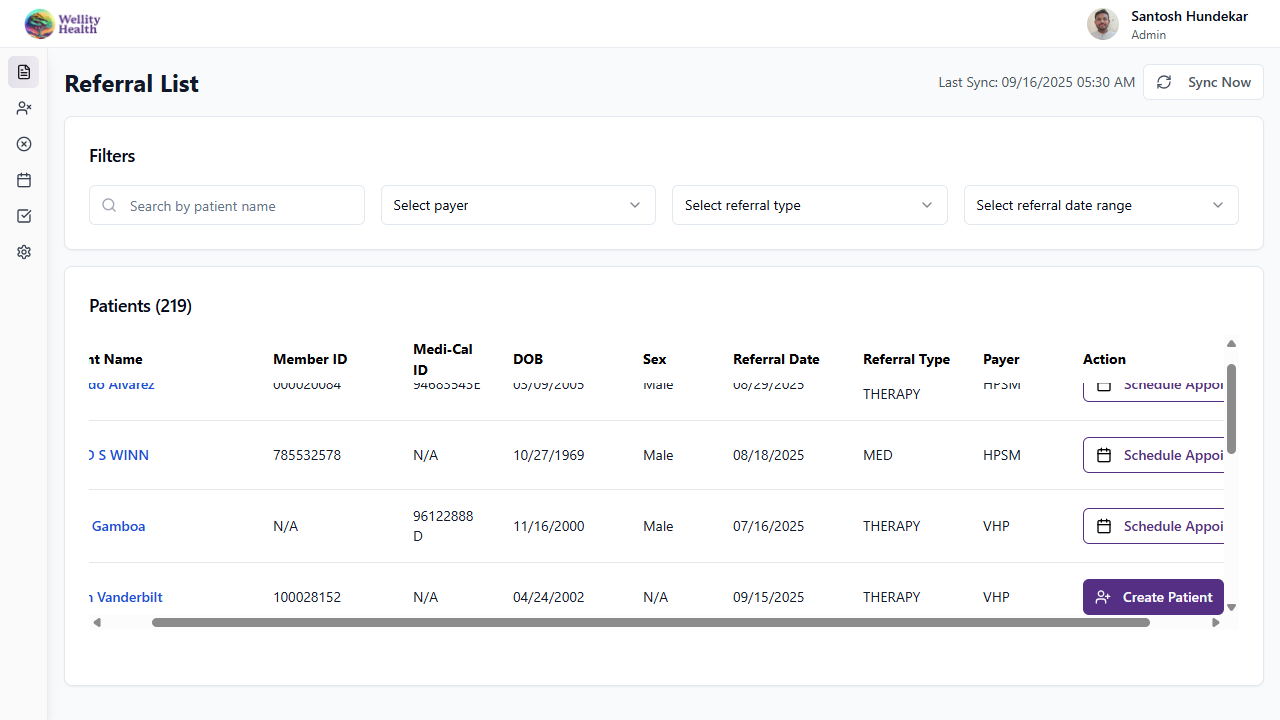 Wellity
Health
Santosh Hundekar
Admin
Referral List
Last Sync: 09/16/2025 05:30 AM
Sync Now
Filters
Search by patient name
Select payer
Select referral type
Select referral date range
Patients (219)
nt Name Member ID Medi-Cal ID DOB Sex Referral Date Referral Type Payer Action
do Alvarez 000020084 94683543E 05/09/2005 Male 08/29/2025 THERAPY HPSM Schedule Appoi
S WINN 785532578 N/A 10/27/1969 Male 08/18/2025 MED HPSM Schedule Appoi
Gamboa N/A 96122888D 11/16/2000 Male 07/16/2025 THERAPY VHP Schedule Appoi
Vanderbilt 100028152 N/A 04/24/2002 N/A 09/15/2025 THERAPY VHP Create Patient